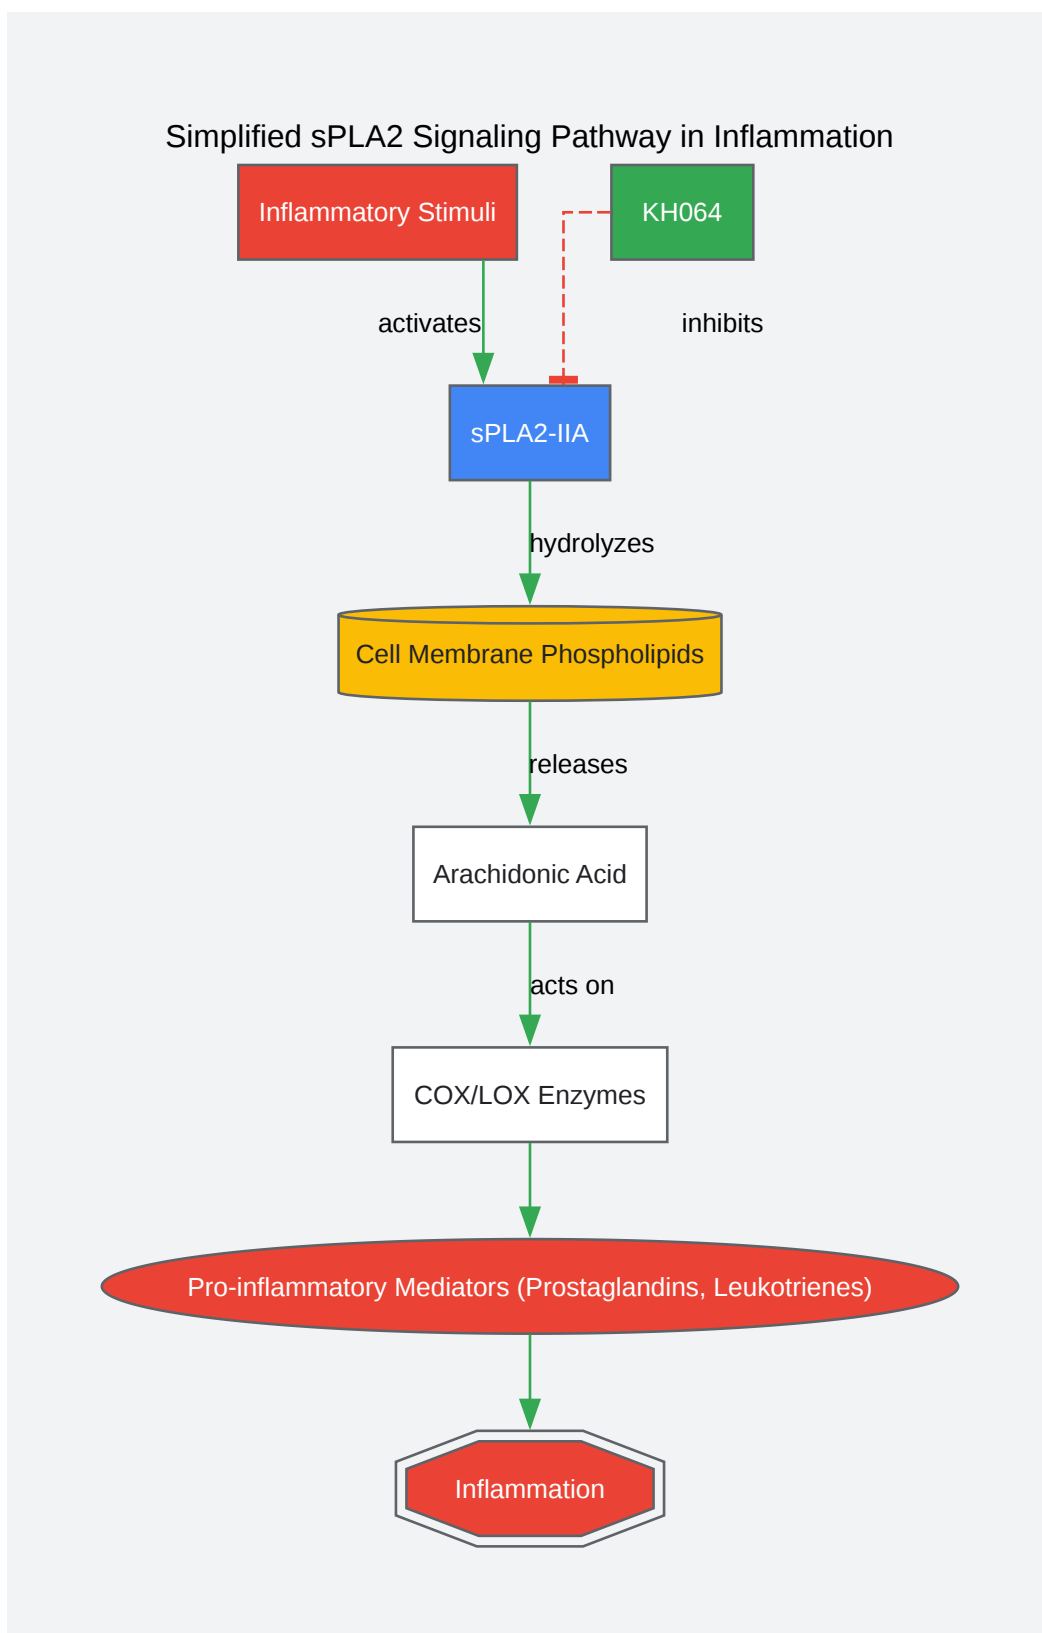 Simplified sPLA2 Signaling Pathway in Inflammation
Inflammatory Stimuli
KH064
activates
inhibits
sPLA2-IIA
hydrolyzes
Cell Membrane Phospholipids
releases
Arachidonic Acid
acts on
COX/LOX Enzymes
Pro-inflammatory Mediators (Prostaglandins, Leukotrienes)
Inflammation